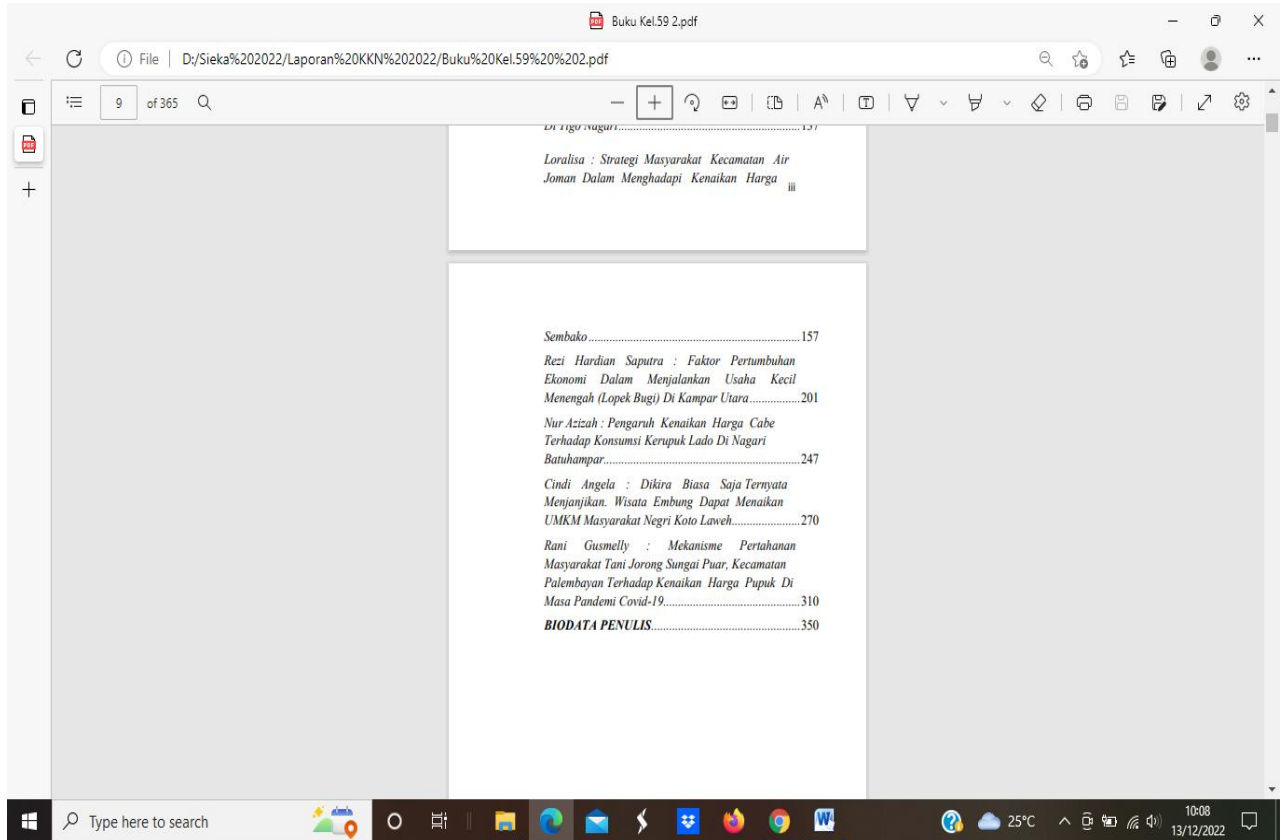 Buku Kel.59 2.pdf
File | D:/Sieka%202022/Laporan%20KKN%202022/Buku%20Kel.59%20%202.pdf
9 of 365
Di Tigo Nagari.....................................................137
Loralisa : Strategi Masyarakat Kecamatan Air
Joman Dalam Menghadapi Kenaikan Harga
iii
Sembako.....................................................................157
Rezi Hardian Saputra : Faktor Pertumbuhan
Ekonomi Dalam Menjalankan Usaha Kecil
Menengah (Lopek Bugi) Di Kampar Utara.................201
Nur Azizah : Pengaruh Kenaikan Harga Cabe
Terhadap Konsumsi Kerupuk Lado Di Nagari
Batuhampar.................................................................247
Cindi Angela : Dikira Biasa Saja Ternyata
Menjanjikan. Wisata Embung Dapat Menaikan
UMKM Masyarakat Negri Koto Laweh.......................270
Rani Gusmelly : Mekanisme Pertahanan
Masyarakat Tani Jorong Sungai Puar, Kecamatan
Palembayan Terhadap Kenaikan Harga Pupuk Di
Masa Pandemi Covid-19..............................................310
BIODATA PENULIS..................................................350
Type here to search
25°C
10:08
13/12/2022